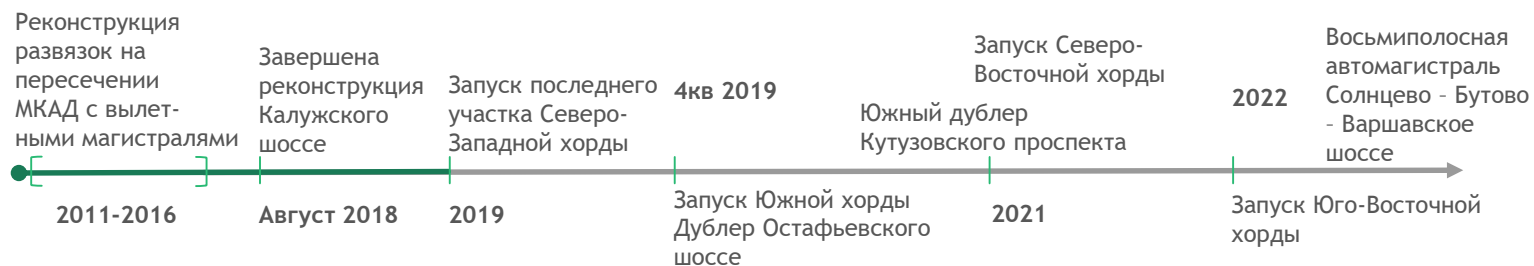 Реконструкция
развязок на
пересечении
МКАД с вылет-
ными магистралями
2011-2016
Завершена
реконструкция
Калужского
шоссе
Август 2018
Запуск последнего
участка Северо-
Западной хорды
2019
4кв 2019
Запуск Южной хорды
Дублер Остафьевского
шоссе
Южный дублер
Кутузовского проспекта
Запуск Северо-
Восточной хорды
2021
2022
Запуск Юго-Восточной
хорды
Восьмиполосная
автомагистраль
Солнцево – Бутово
– Варшавское
шоссе